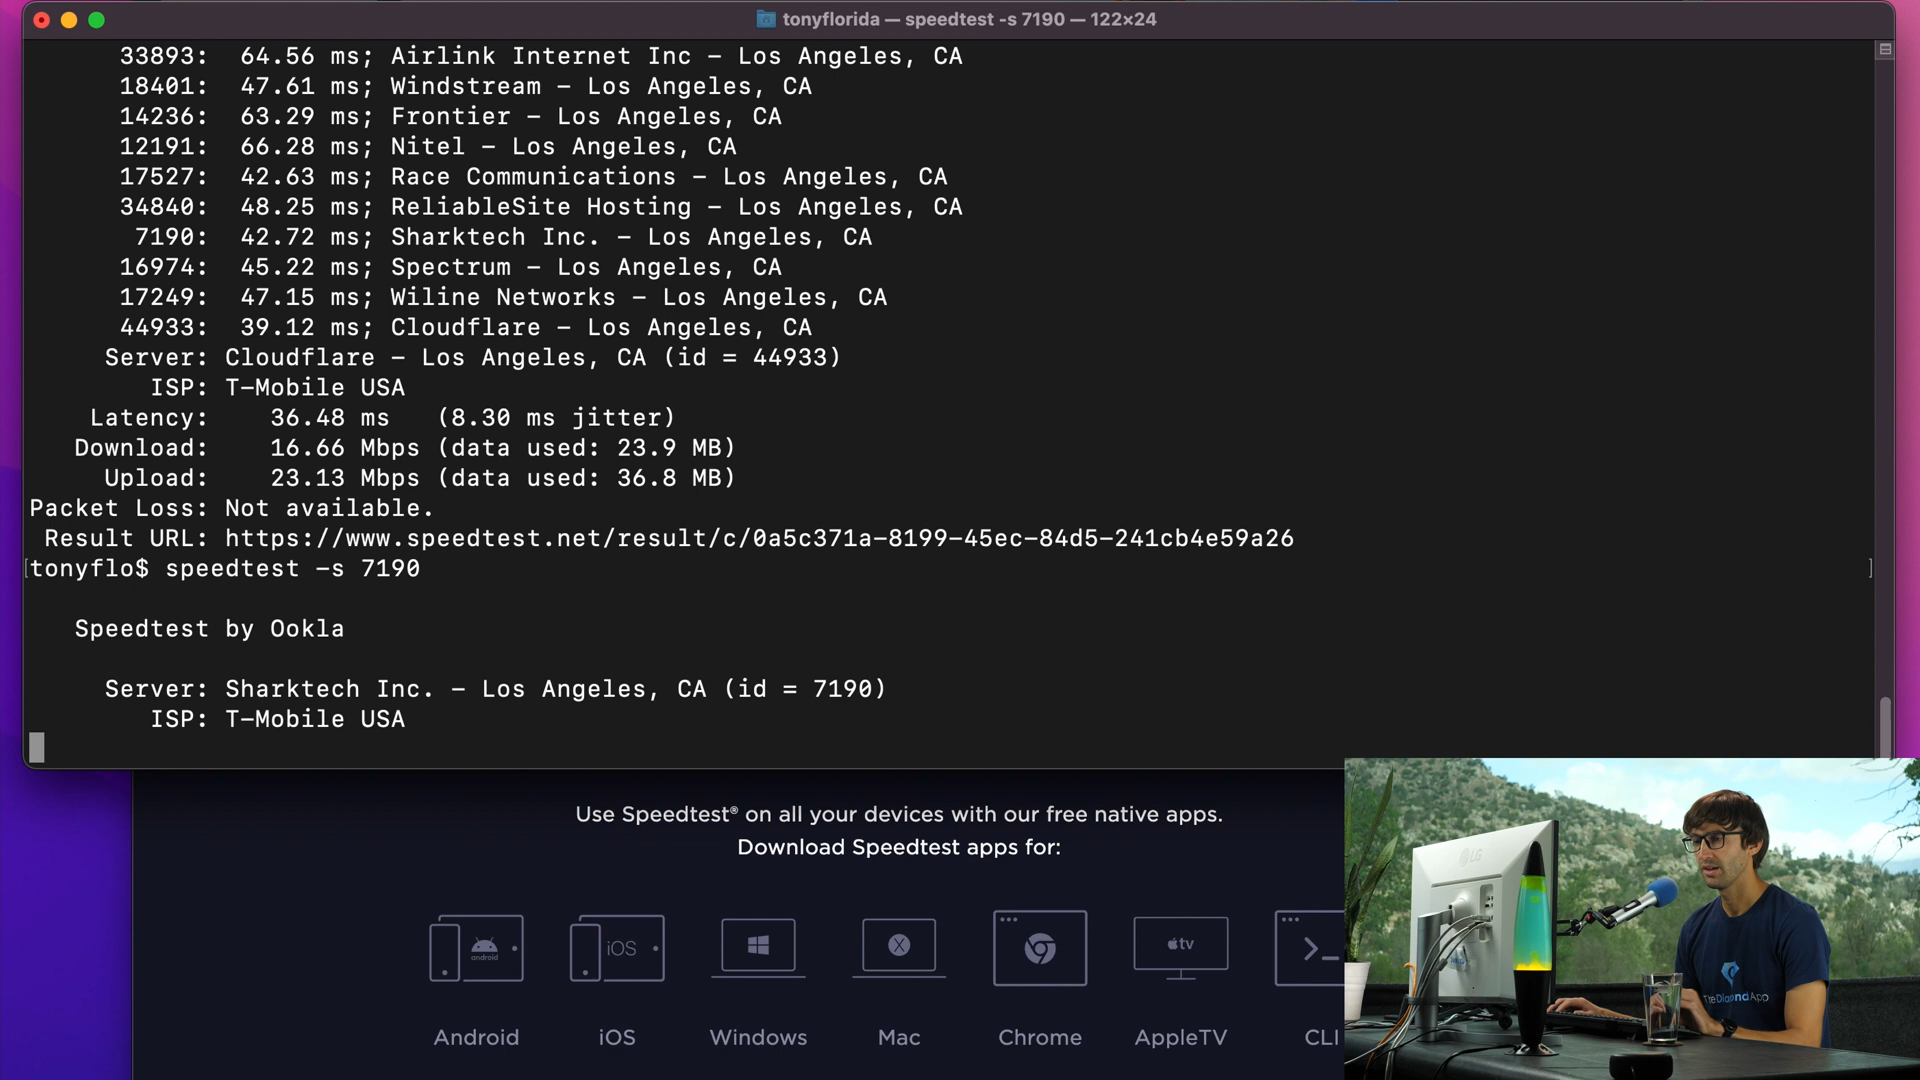 tonyflorida — speedtest -s 7190 — 122×24
33893: 64.56 ms; Airlink Internet Inc – Los Angeles, CA
18401: 47.61 ms; Windstream – Los Angeles, CA
14236: 63.29 ms; Frontier – Los Angeles, CA
12191: 66.28 ms; Nitel – Los Angeles, CA
17527: 42.63 ms; Race Communications – Los Angeles, CA
34840: 48.25 ms; ReliableSite Hosting – Los Angeles, CA
7190: 42.72 ms; Sharktech Inc. – Los Angeles, CA
16974: 45.22 ms; Spectrum – Los Angeles, CA
17249: 47.15 ms; Wiline Networks – Los Angeles, CA
44933: 39.12 ms; Cloudflare – Los Angeles, CA
Server: Cloudflare – Los Angeles, CA (id = 44933)
ISP: T-Mobile USA
Latency: 36.48 ms (8.30 ms jitter)
Download: 16.66 Mbps (data used: 23.9 MB)
Upload: 23.13 Mbps (data used: 36.8 MB)
Packet Loss: Not available.
Result URL: https://www.speedtest.net/result/c/0a5c371a-8199-45ec-84d5-241cb4e59a26
[tonyflo$ speedtest -s 7190 ]
Speedtest by Ookla
Server: Sharktech Inc. – Los Angeles, CA (id = 7190)
ISP: T-Mobile USA
Use Speedtest® on all your devices with our free native apps.
Download Speedtest apps for:
android
iOS
X
tv
>_
Android
iOS
Windows
Mac
Chrome
AppleTV
CLI
LG
TheDiamondApp